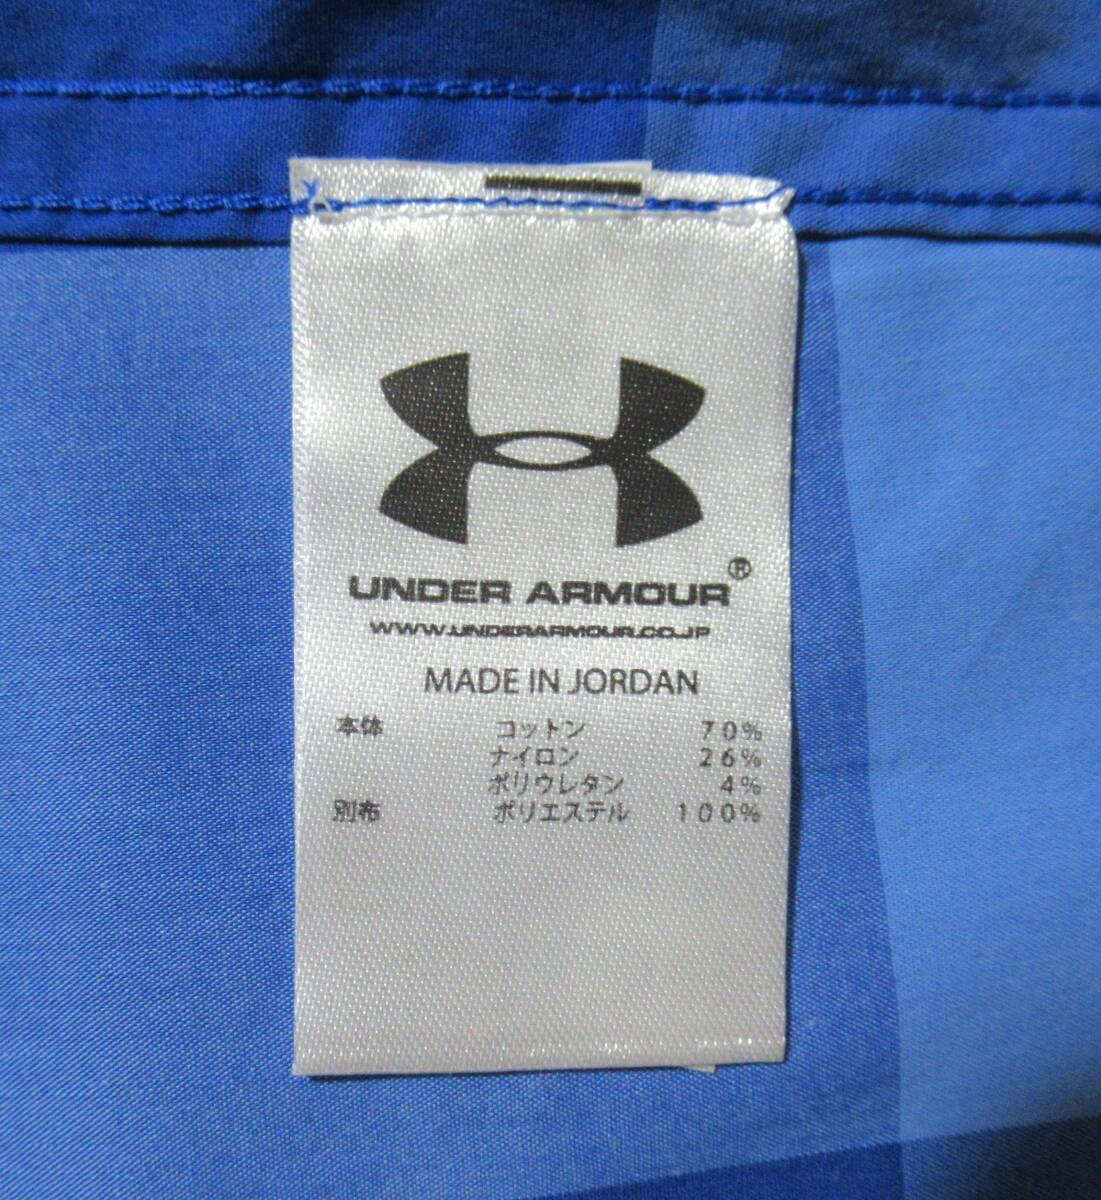 UNDER ARMOUR®
WWW.UNDERARMOUR.CO.JP
MADE IN JORDAN
本体 コットン 70%
ナイロン 26%
ポリウレタン 4%
別布 ポリエステル 100%